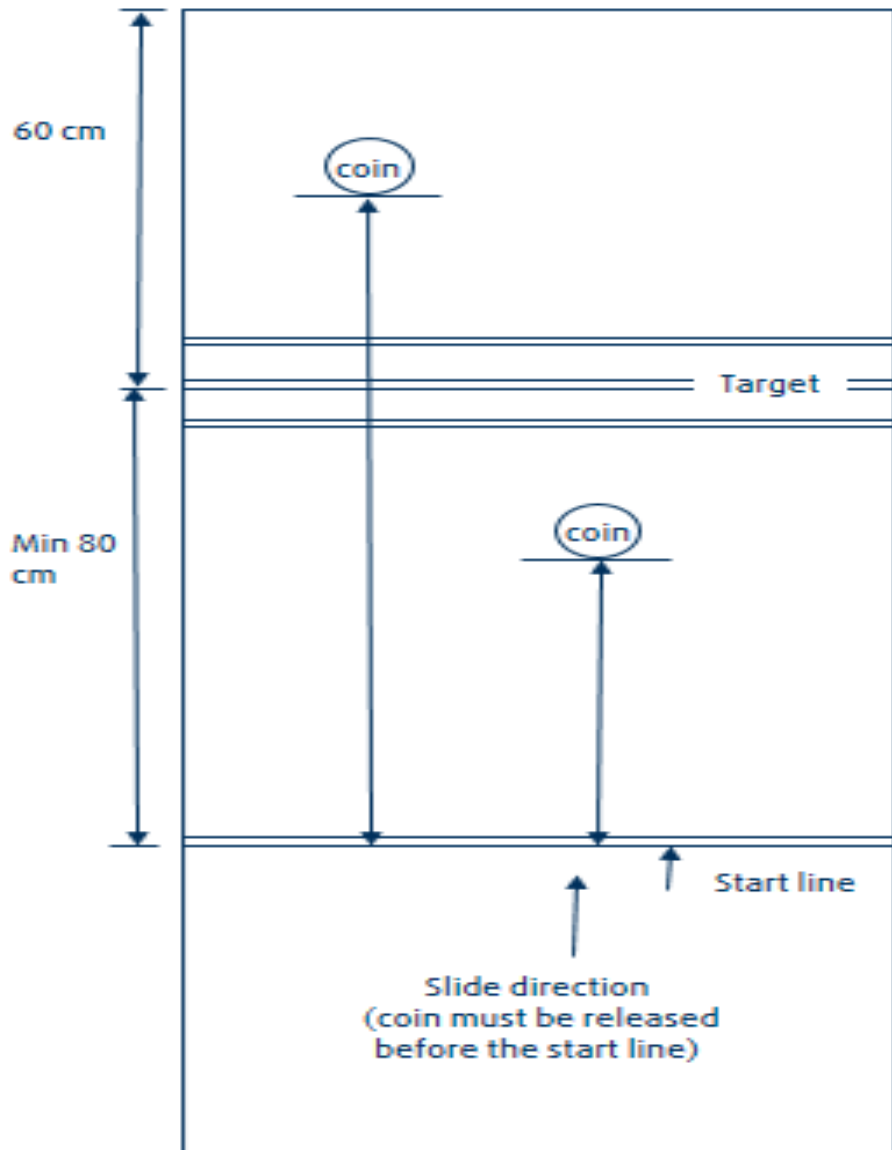 60 cm
coin
Target
coin
Min 80
cm
Start line
Slide direction
(coin must be released
before the start line)